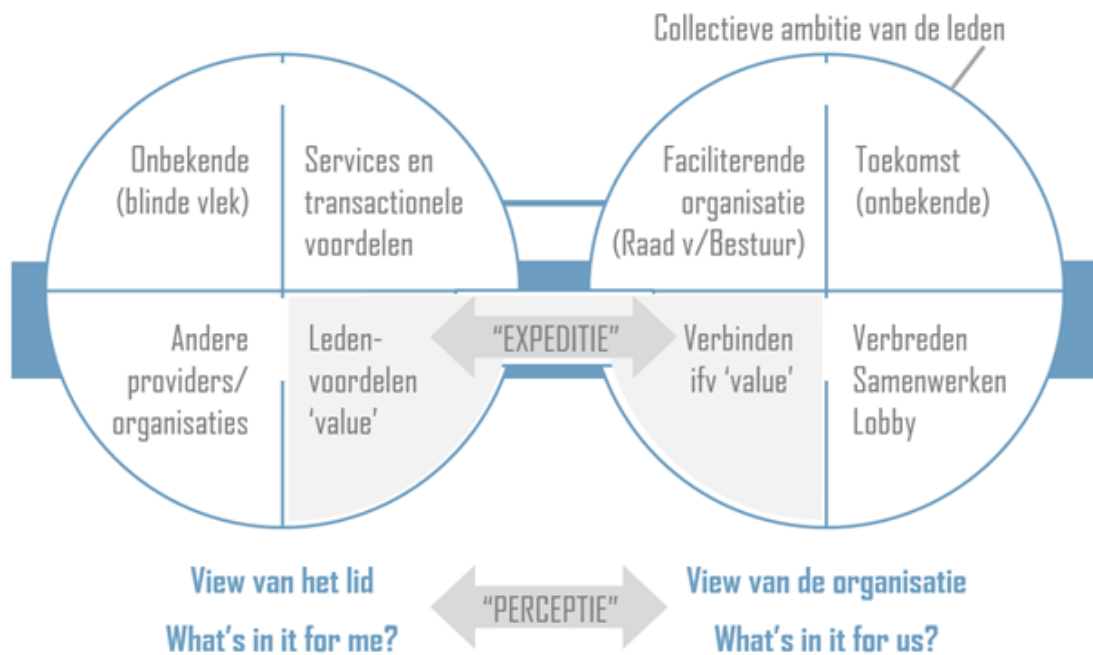 Collectieve ambitie van de leden
Onbekende
(blinde vlek)
Services en
transactionele
voordelen
Faciliterende
organisatie
(Raad v/Bestuur)
Toekomst
(onbekende)
Andere
providers/
organisaties
Leden-
voordelen
‘value’
“EXPEDITIE”
Verbinden
ifv ‘value’
Verbreden
Samenwerken
Lobby
View van het lid
What’s in it for me?
“PERCEPTIE”
View van de organisatie
What’s in it for us?